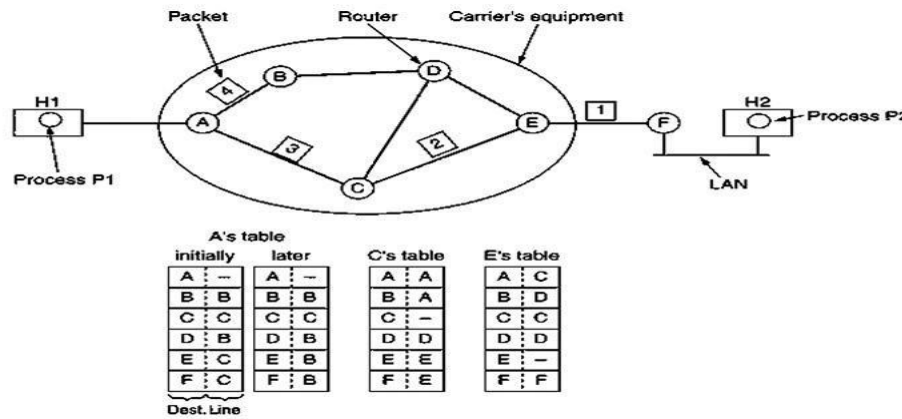 Packet
Router
Carrier's equipment
H1
4
B
D
1
H2
A
E
F
Process P2
3
2
Process P1
C
LAN
A's table
initially later C's table E's table
A – A – A A A C
B B B B B A B D
C C C C C – C C
D B D B D D D D
E C E B E E E –
F C F B F E F F
Dest. Line